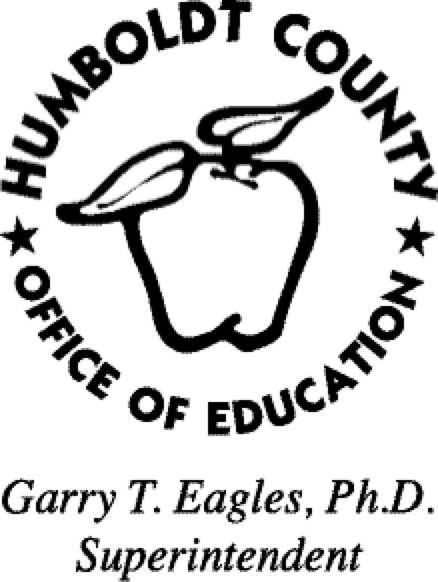 HUMBOLDT COUNTY
OFFICE OF EDUCATION
Garry T. Eagles, Ph.D.
Superintendent